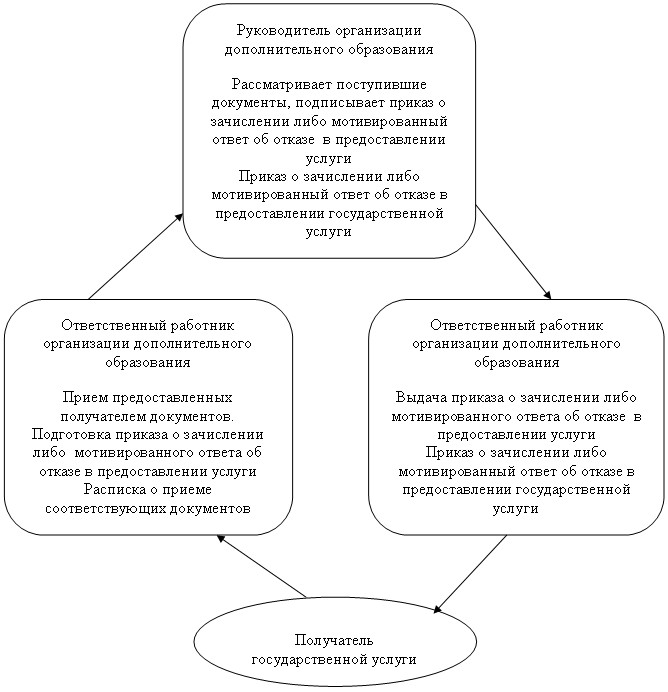 Руководитель организации
дополнительного образования
Рассматривает поступившие
документы, подписывает приказ о
зачислении либо мотивированный
ответ об отказе в предоставлении
услуги
Приказ о зачислении либо
мотивированный ответ об отказе в
предоставлении государственной
услуги
Ответственный работник
организации дополнительного
образования
Прием предоставленных
получателем документов.
Подготовка приказа о зачислении
либо мотивированного ответа об
отказе в предоставлении услуги
Расписка о приеме
соответствующих документов
Ответственный работник
организации дополнительного
образования
Выдача приказа о зачислении либо
мотивированного ответа об отказе в
предоставлении услуги
Приказ о зачислении либо
мотивированный ответ об отказе в
предоставлении государственной
услуги
Получатель
государственной услуги